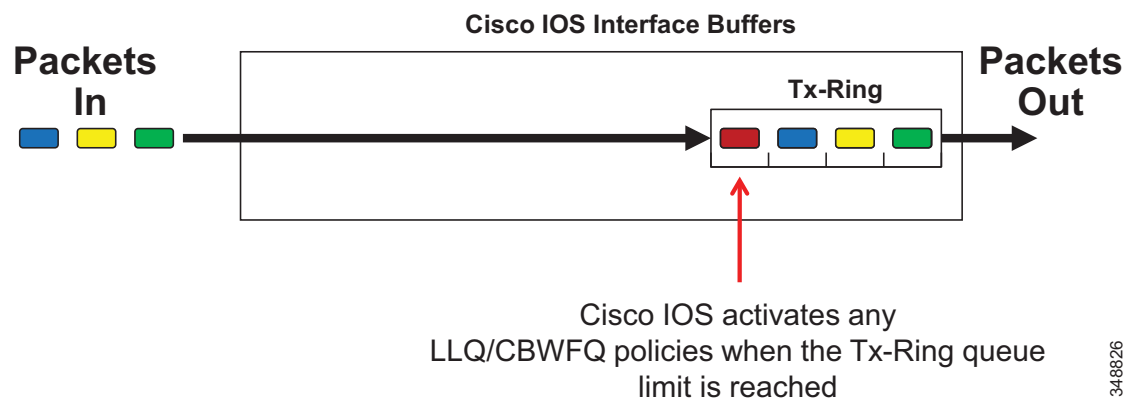 Cisco IOS Interface Buffers
Packets
In
Tx-Ring
Packets
Out
Cisco IOS activates any
LLQ/CBWFQ policies when the Tx-Ring queue
limit is reached
348826